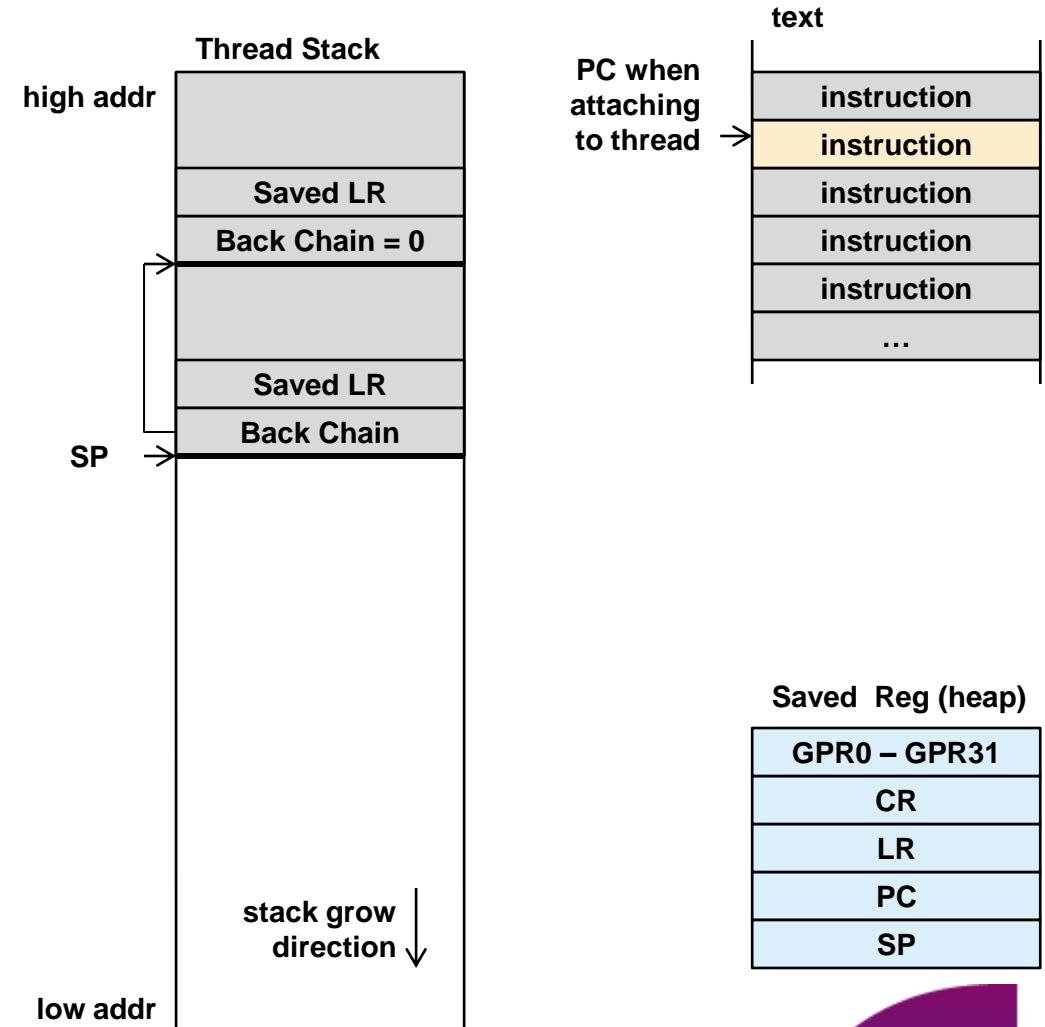 Thread Stack
high addr
Saved LR
Back Chain = 0
Saved LR
Back Chain
SP
stack grow
direction
low addr
text
PC when
attaching
to thread
instruction
instruction
instruction
instruction
instruction
…
Saved Reg (heap)
GPR0 – GPR31
CR
LR
PC
SP